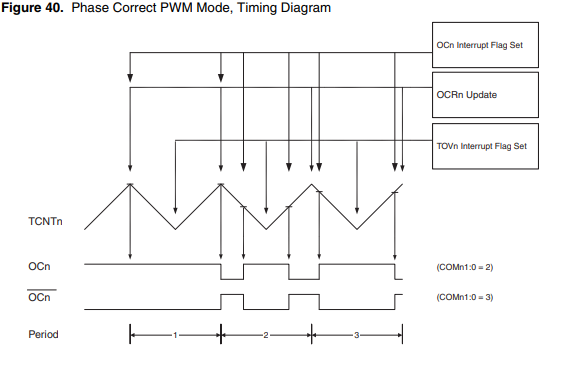 Figure 40. Phase Correct PWM Mode, Timing Diagram
OCn Interrupt Flag Set
OCRn Update
TOVn Interrupt Flag Set
TCNTn
OCn
(COMn1:0 = 2)
OCn
(COMn1:0 = 3)
Period
1
2
3